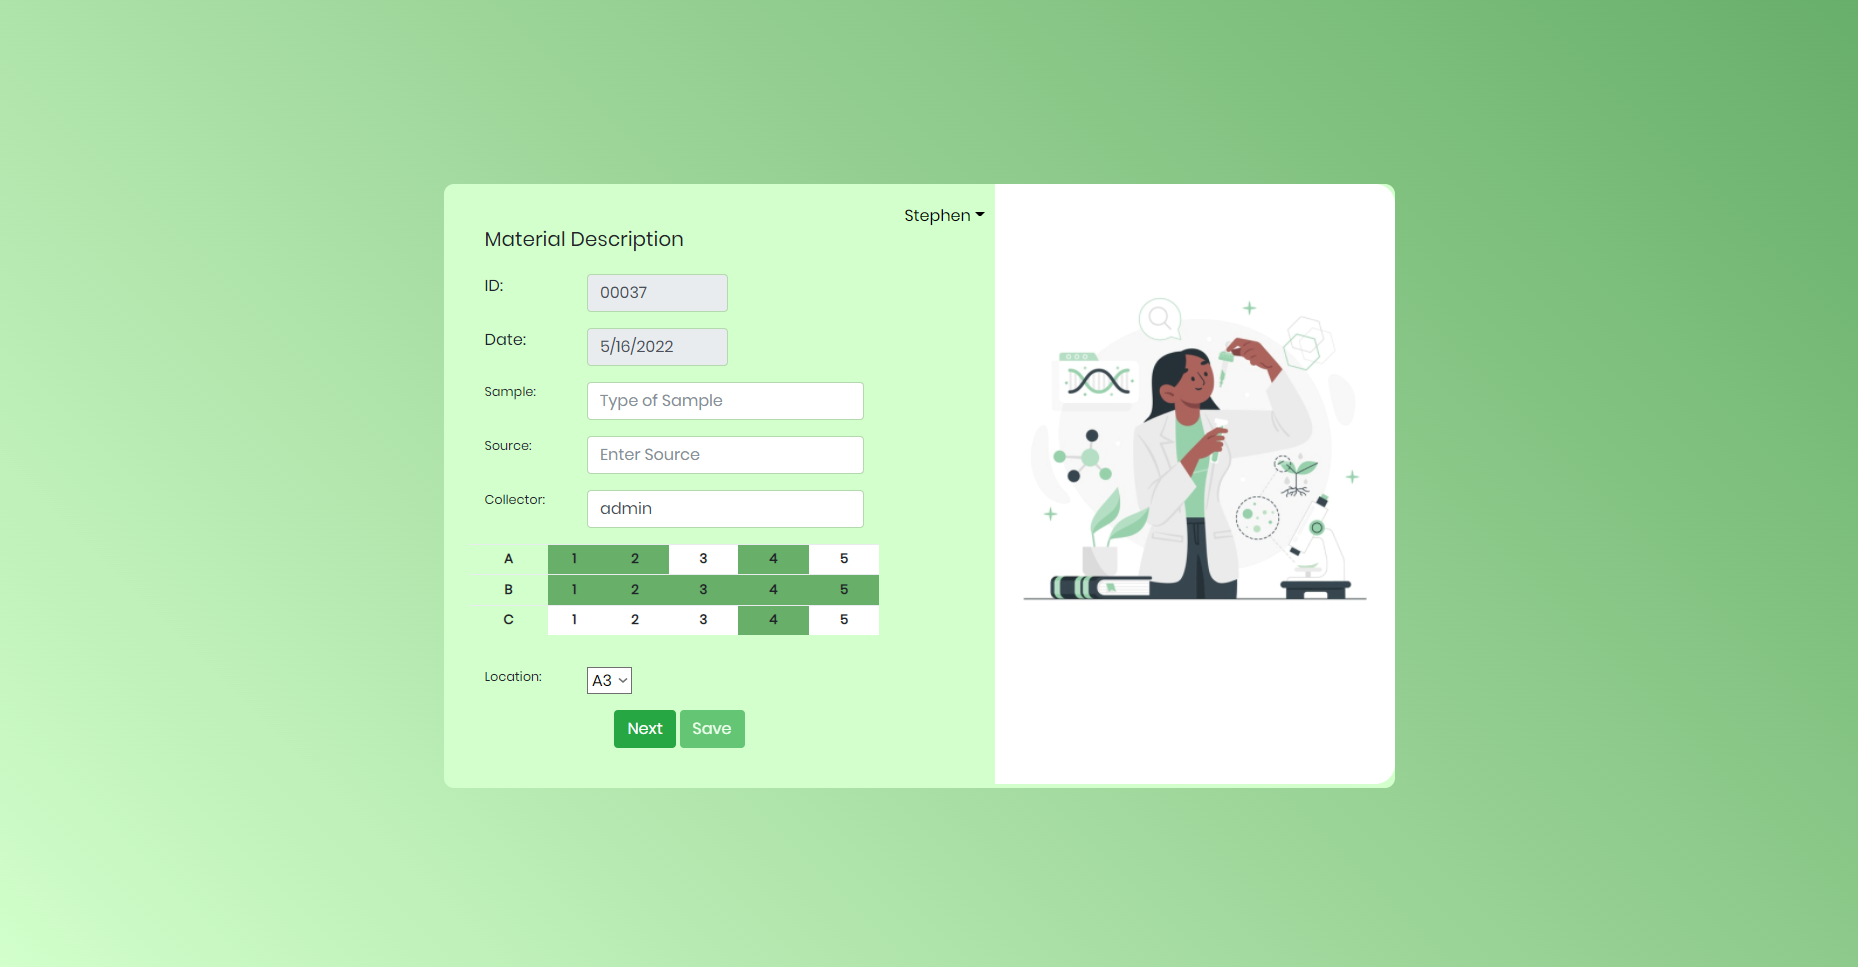 Stephen
Material Description
ID: 00037
Date: 5/16/2022
Sample: Type of Sample
Source: Enter Source
Collector: admin
A 1 2 3 4 5
B 1 2 3 4 5
C 1 2 3 4 5
Location: A3
Next Save